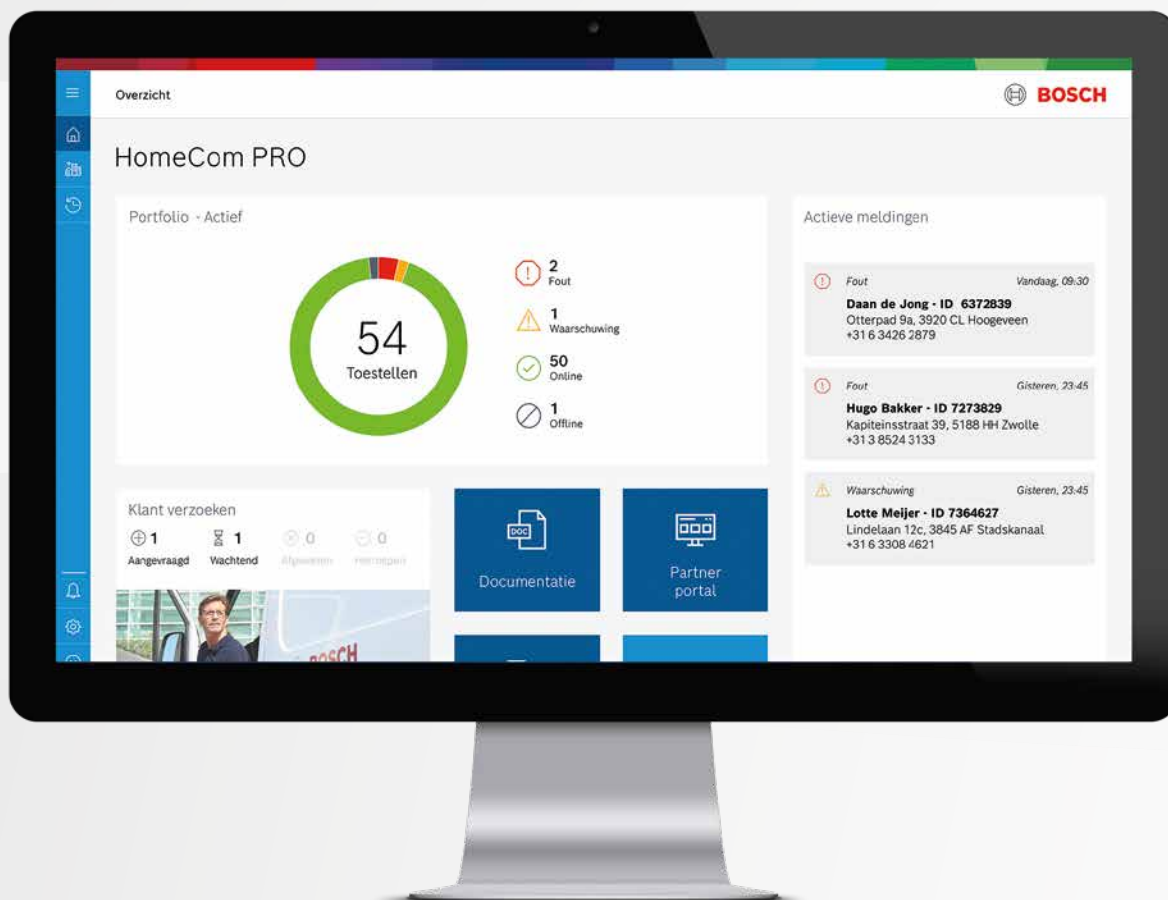 Overzicht
BOSCH
HomeCom PRO
Portfolio - Actief
54
Toestellen
2
Fout
1
Waarschuwing
50
Online
1
Offline
Actieve meldingen
Fout Vandaag, 09:30
Daan de Jong - ID 6372839
Otterpad 9a, 3920 CL Hoogeveen
+31 6 3426 2879
Fout Gisteren, 23:45
Hugo Bakker - ID 7273829
Kapiteinsstraat 39, 5188 HH Zwolle
+31 3 8524 3133
Waarschuwing Gisteren, 23:45
Lotte Meijer - ID 7364627
Lindelaan 12c, 3845 AF Stadskanaal
+31 6 3308 4621
Klant verzoeken
1 1 0 0
Aangevraagd Wachtend Afgewezen
DOC
Documentatie
Partner
portal
BOSCH